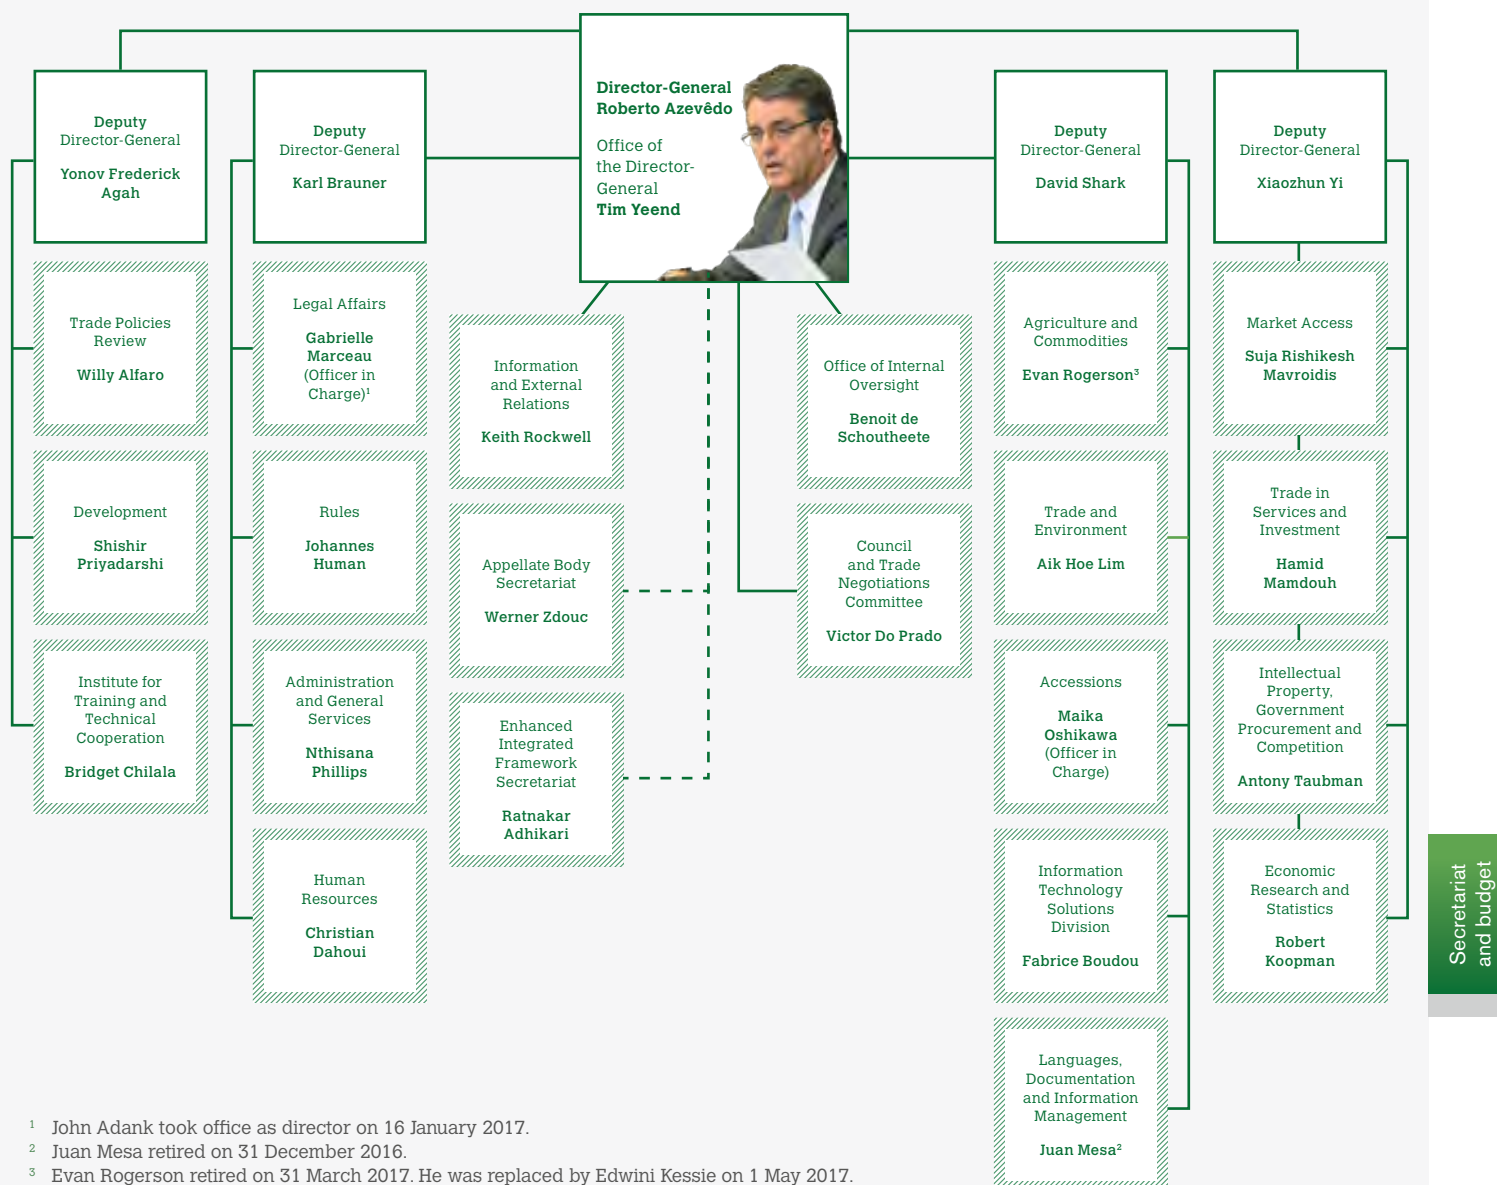 Director-General
Roberto Azevêdo
Office of
the Director-
General
Tim Yeend
Deputy
Director-General
Yonov Frederick
Agah
Trade Policies
Review
Willy Alfaro
Development
Shishir
Priyadarshi
Institute for
Training and
Technical
Cooperation
Bridget Chilala
Deputy
Director-General
Karl Brauner
Legal Affairs
Gabrielle
Marceau
(Officer in
Charge)¹
Rules
Johannes
Human
Administration
and General
Services
Nthisana
Phillips
Human
Resources
Christian
Dahoui
Information
and External
Relations
Keith Rockwell
Appellate Body
Secretariat
Werner Zdouc
Enhanced
Integrated
Framework
Secretariat
Ratnakar
Adhikari
Office of Internal
Oversight
Benoit de
Schoutheete
Council
and Trade
Negotiations
Committee
Victor Do Prado
Deputy
Director-General
David Shark
Agriculture and
Commodities
Evan Rogerson³
Trade and
Environment
Aik Hoe Lim
Accessions
Maika
Oshikawa
(Officer in
Charge)
Information
Technology
Solutions
Division
Fabrice Boudou
Languages,
Documentation
and Information
Management
Juan Mesa²
Deputy
Director-General
Xiaozhun Yi
Market Access
Suja Rishikesh
Mavroidis
Trade in
Services and
Investment
Hamid
Mamdouh
Intellectual
Property,
Government
Procurement and
Competition
Antony Taubman
Economic
Research and
Statistics
Robert
Koopman
Secretariat
and budget
¹ John Adank took office as director on 16 January 2017.
² Juan Mesa retired on 31 December 2016.
³ Evan Rogerson retired on 31 March 2017. He was replaced by Edwini Kessie on 1 May 2017.